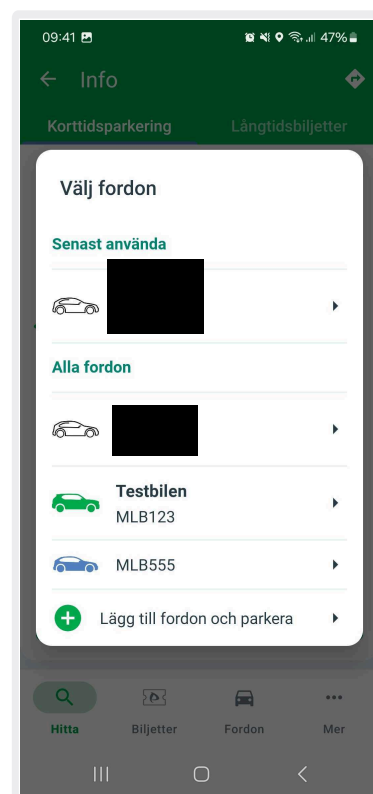 09:41 47%
Info
Korttidsparkering Långtidsbiljetter
Välj fordon
Senast använda
Alla fordon
Testbilen
MLB123
MLB555
Lägg till fordon och parkera
Hitta Biljetter Fordon Mer